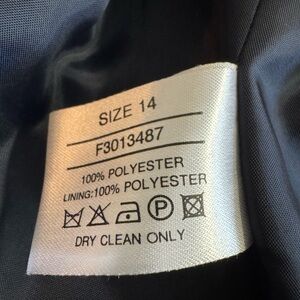 SIZE 14
F3013487
100% POLYESTER
LINING:100% POLYESTER
P
DRY CLEAN ONLY